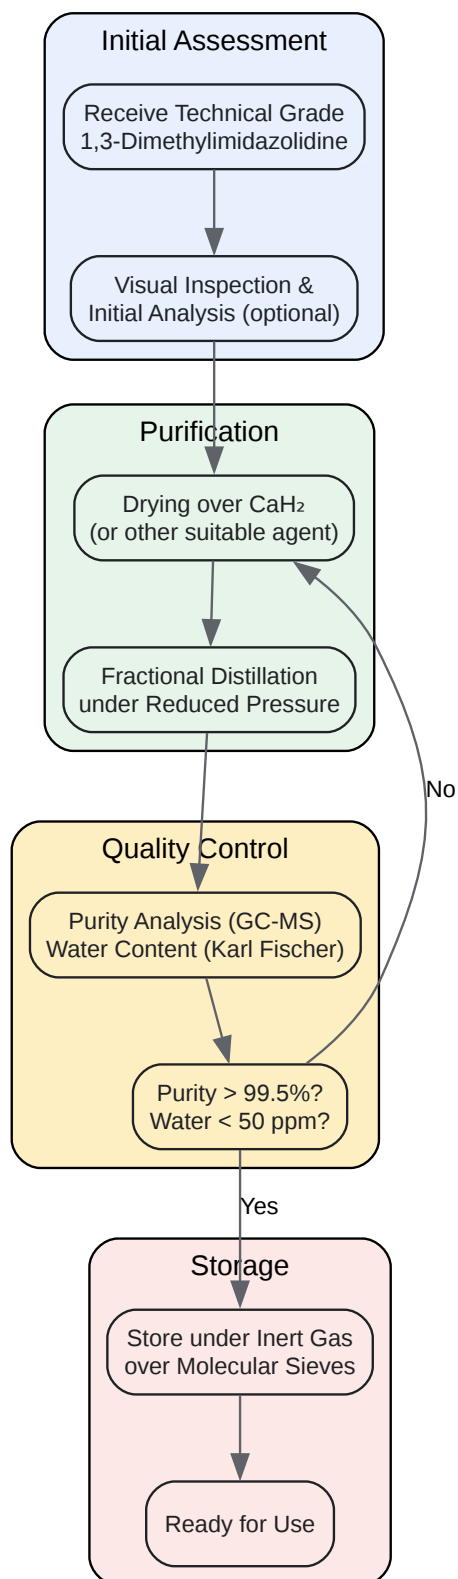 Initial Assessment
Receive Technical Grade
1,3-Dimethylimidazolidine
Visual Inspection &
Initial Analysis (optional)
Purification
Drying over CaH₂
(or other suitable agent)
Fractional Distillation
under Reduced Pressure
No
Quality Control
Purity Analysis (GC-MS)
Water Content (Karl Fischer)
Purity > 99.5%?
Water < 50 ppm?
Yes
Storage
Store under Inert Gas
over Molecular Sieves
Ready for Use